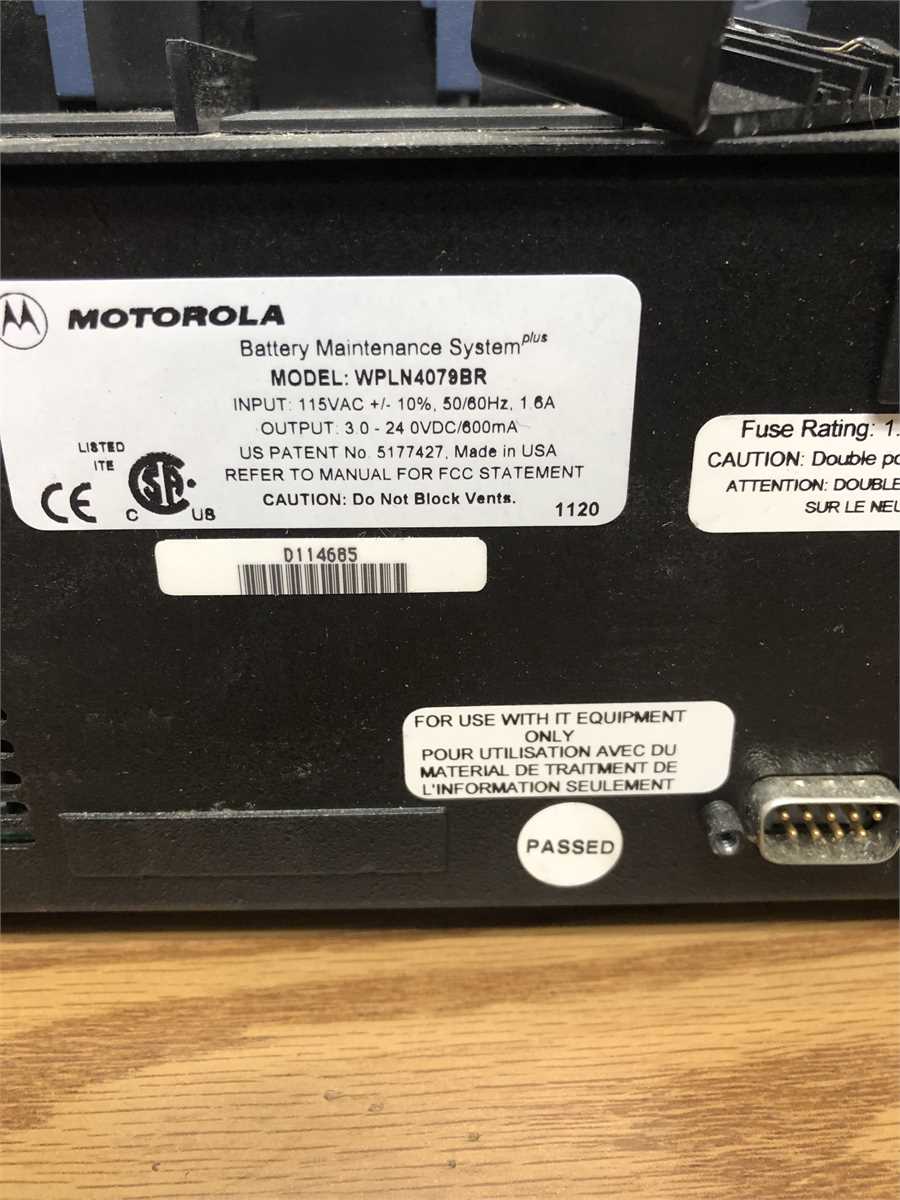 MOTOROLA
Battery Maintenance System plus
MODEL: WPLN4079BR
INPUT: 115VAC +/- 10%, 50/60Hz, 1.6A
OUTPUT: 3.0 - 24.0VDC/600mA
US PATENT No. 5177427, Made in USA
REFER TO MANUAL FOR FCC STATEMENT
CAUTION: Do Not Block Vents.
1120
LISTED
ITE
CE
C SA US
Fuse Rating: 1.
CAUTION: Double
ATTENTION: DOUBLE
SUR LE
D114685
FOR USE WITH IT EQUIPMENT
ONLY
POUR UTILISATION AVEC DU
MATERIAL DE TRAITMENT DE
L'INFORMATION SEULEMENT
PASSED